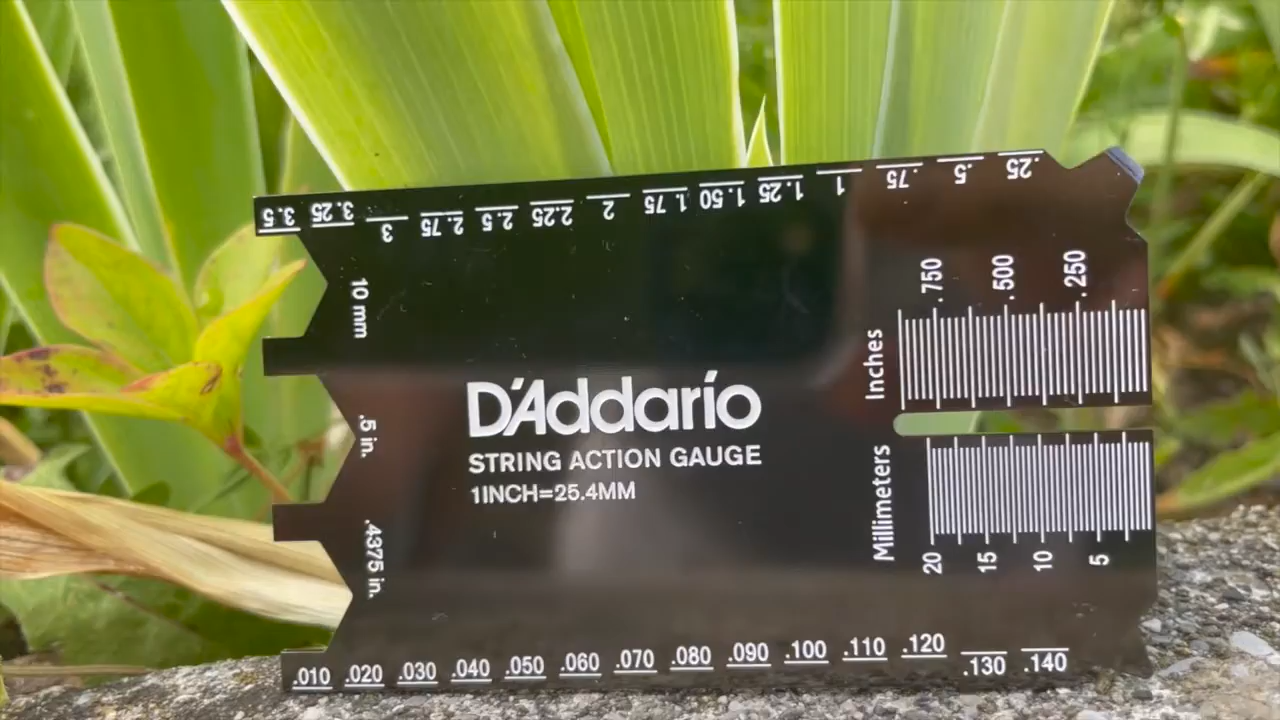 3.5 3.25 3 2.75 2.5 2.25 2 1.75 1.50 1.25 1 .75 .5 .25
10 mm
.5 in.
.4375 in.
D'Addario
STRING ACTION GAUGE
1INCH=25.4MM
.750 .500 .250
Inches
Millimeters
20 15 10 5
.010 .020 .030 .040 .050 .060 .070 .080 .090 .100 .110 .120 .130 .140